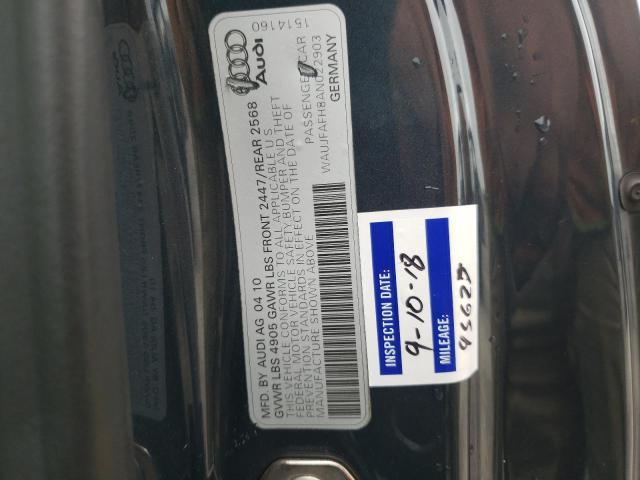 MFD. BY AUDI AG 04 10
GVWR LBS 4905 GAWR LBS FRONT 2447/REAR 2568
THIS VEHICLE CONFORMS TO ALL APPLICABLE U S
FEDERAL MOTOR VEHICLE SAFETY BUMPER AND THEFT
PREVENTION STANDARDS IN EFFECT ON THE DATE OF
MANUFACTURE SHOWN ABOVE
Audi
1514160
PASSENGER CAR
GERMANY
INSPECTION DATE:
9-10-18
MILEAGE: